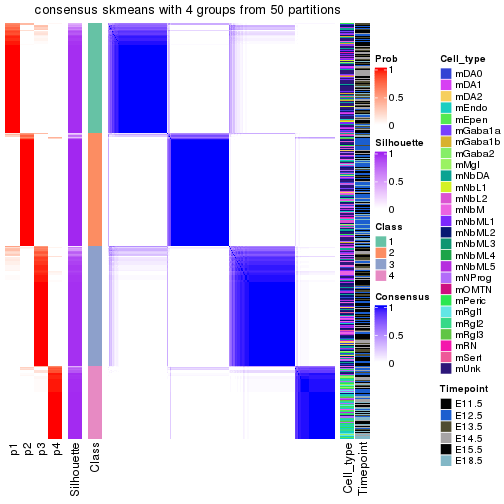 consensus skmeans with 4 groups from 50 partitions
Prob
1
0.5
0
Silhouette
1
0.5
0
Class
1
2
3
4
Consensus
1
0.5
0
Cell_type
mDA0
mDA1
mDA2
mEndo
mEpen
mGaba1a
mGaba1b
mGaba2
mMgl
mNbDA
mNbL1
mNbL2
mNbM
mNbML1
mNbML2
mNbML3
mNbML4
mNbML5
mNProg
mOMTN
mPeric
mRgl1
mRgl2
mRgl3
mRN
mSert
mUnk
Timepoint
E11.5
E12.5
E13.5
E14.5
E15.5
E18.5
p1
p2
p3
p4
Silhouette
Class
Cell_type
Timepoint